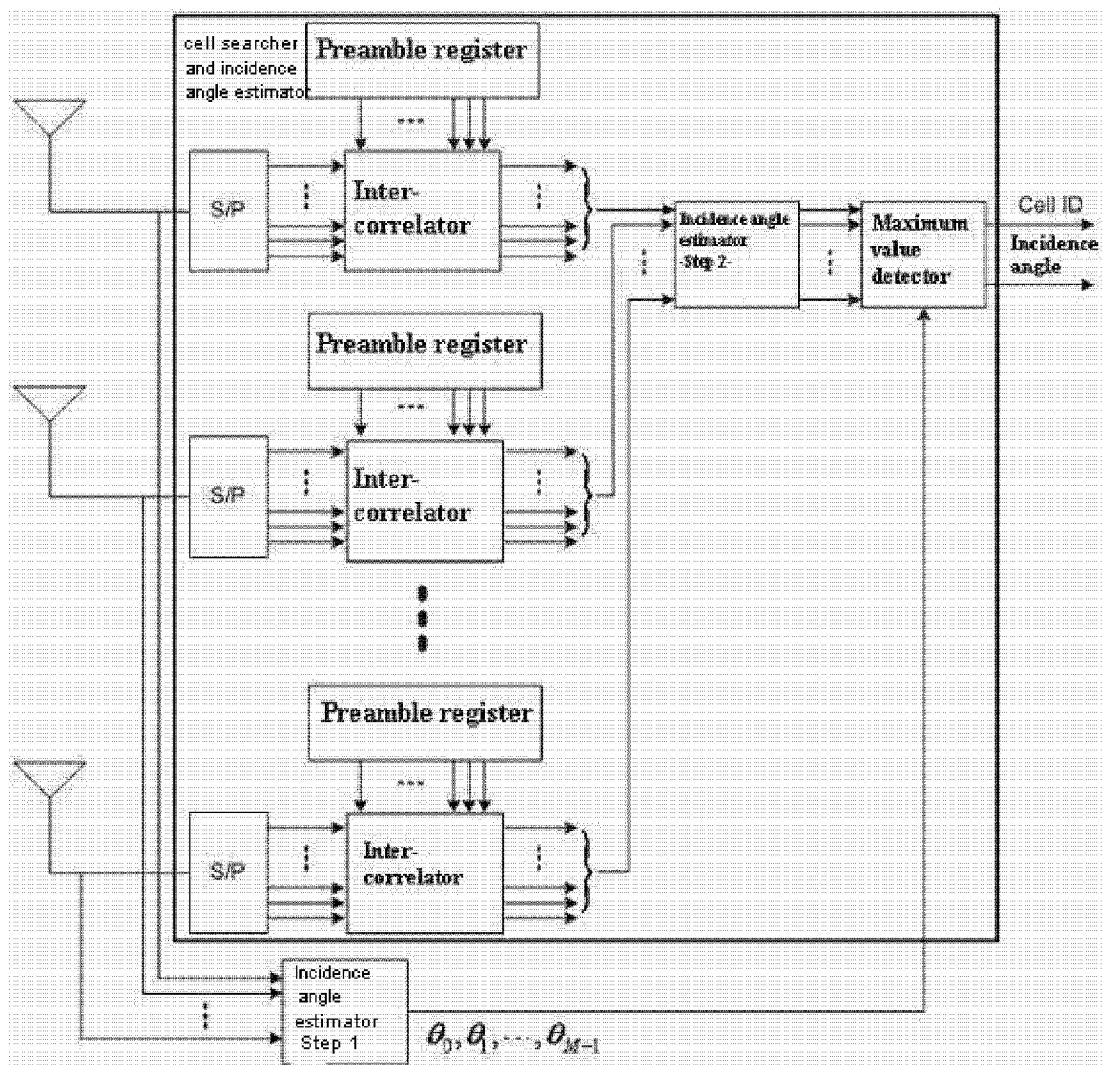 cell searcher
and incidence
angle estimator
Preamble register
S/P
Inter-
correlator
Incidence angle
estimator
-Step 2-
Maximum
value
detector
Cell ID
Incidence
angle
Preamble register
S/P
Inter-
correlator
Preamble register
S/P
Inter-
correlator
Incidence
angle
estimator
Step 1
θ0, θ1, ···, θM-1